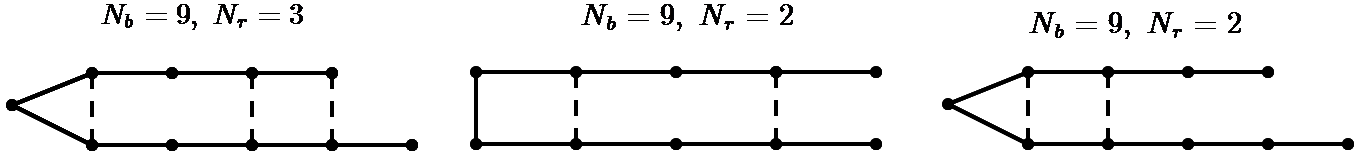 N_b = 9, N_r = 3
N_b = 9, N_r = 2
N_b = 9, N_r = 2